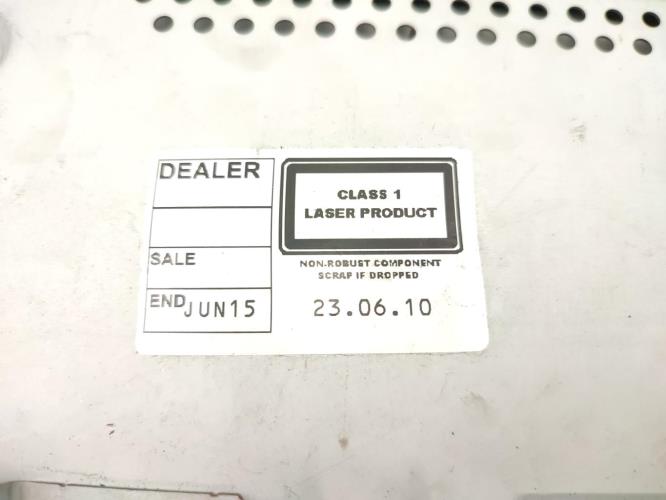 DEALER
SALE
END JUN15
CLASS 1
LASER PRODUCT
NON-ROBUST COMPONENT
SCRAP IF DROPPED
23.06.10